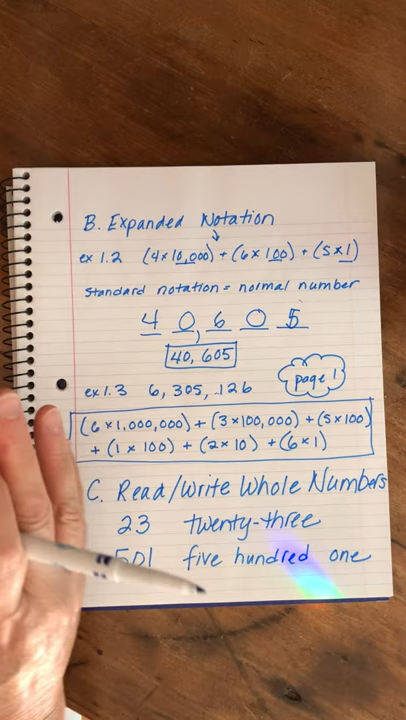 B. Expanded Notation
ex 1.2 (4×10,000) + (6×100) + (5×1)
standard notation = normal number
4 0, 6 0 5
40,605
ex 1.3 6,305,126
page 1
(6×1,000,000) + (3×100,000) + (5×100)
+ (1×100) + (2×10) + (6×1)
C. Read/Write Whole Numbers
23 twenty-three
501 five hundred one